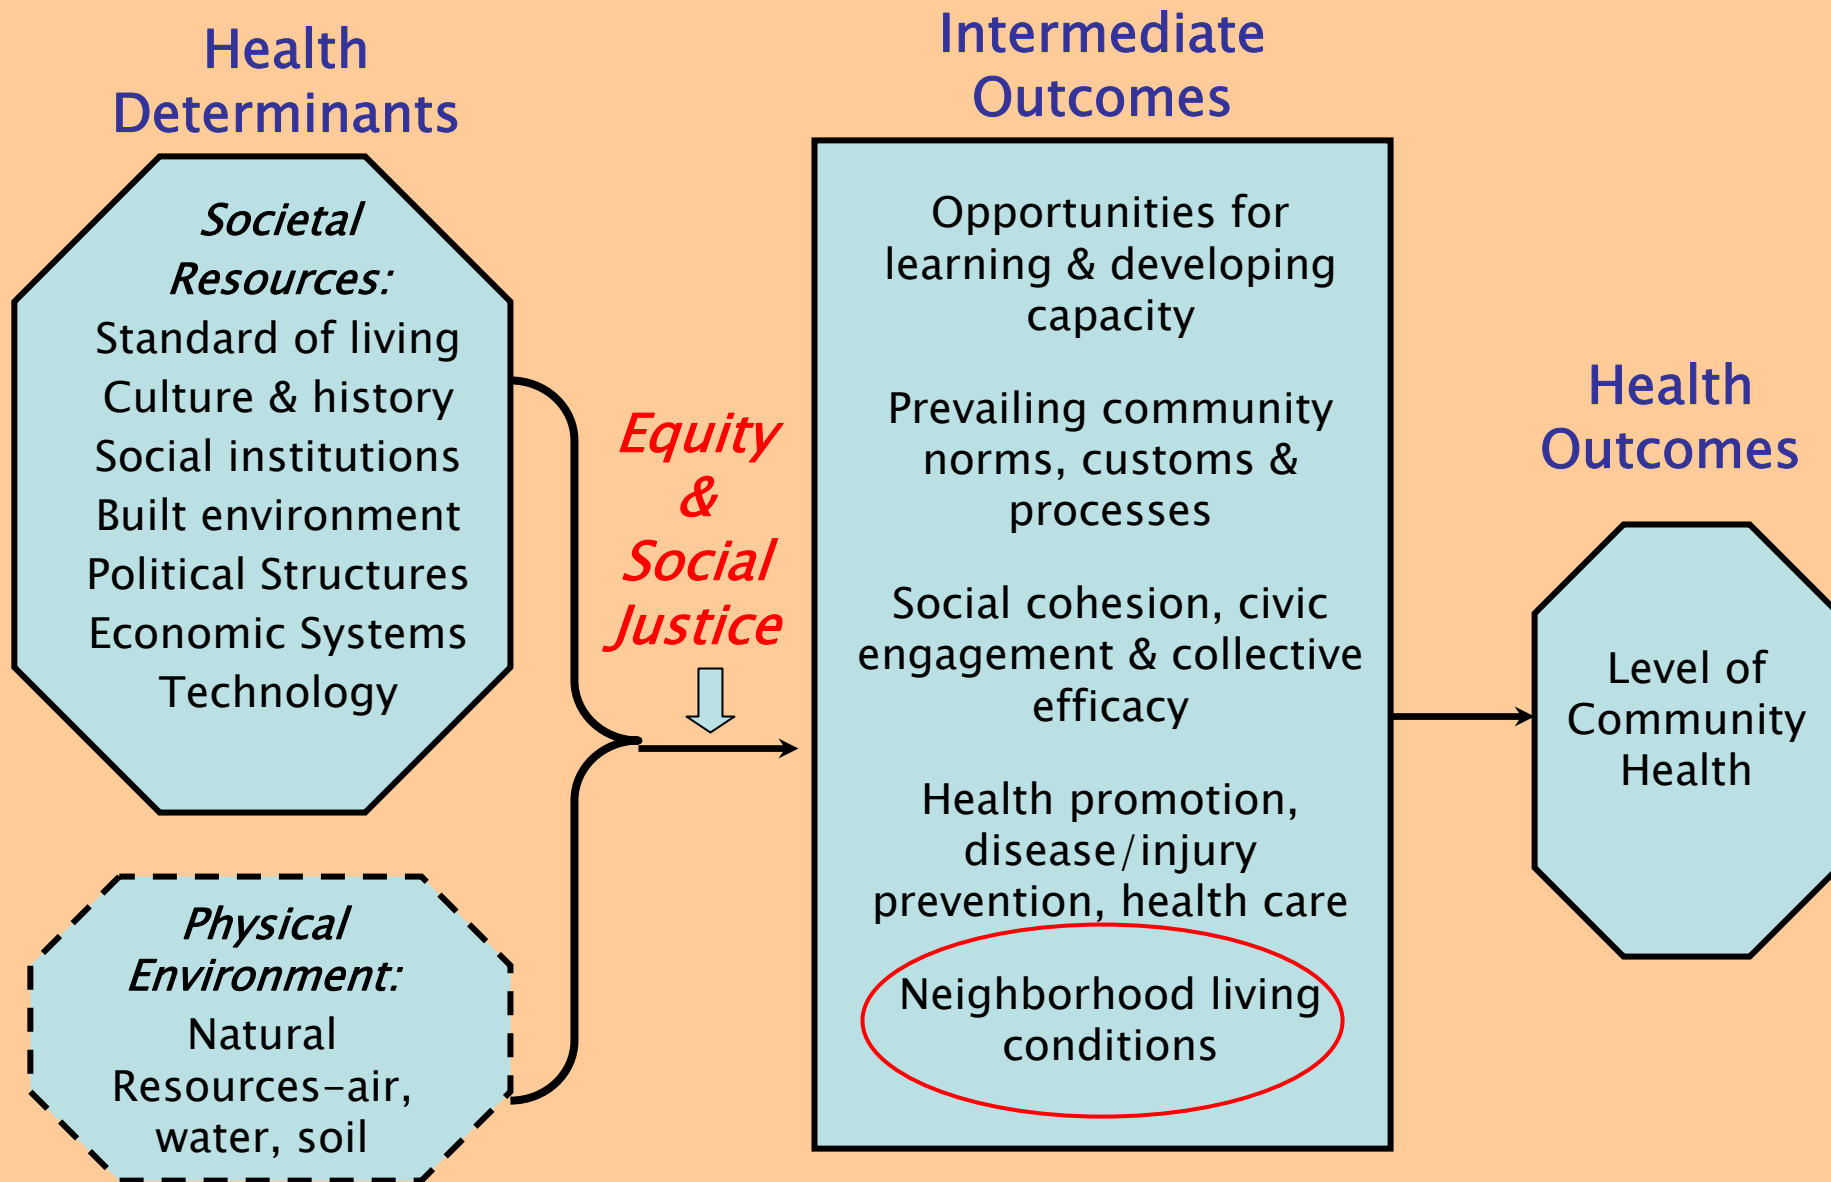 Health
Determinants
Societal
Resources:
Standard of living
Culture & history
Social institutions
Built environment
Political Structures
Economic Systems
Technology
Physical
Environment:
Natural
Resources–air,
water, soil
Equity
&
Social
Justice
Intermediate
Outcomes
Opportunities for
learning & developing
capacity
Prevailing community
norms, customs &
processes
Social cohesion, civic
engagement & collective
efficacy
Health promotion,
disease/injury
prevention, health care
Neighborhood living
conditions
Health
Outcomes
Level of
Community
Health